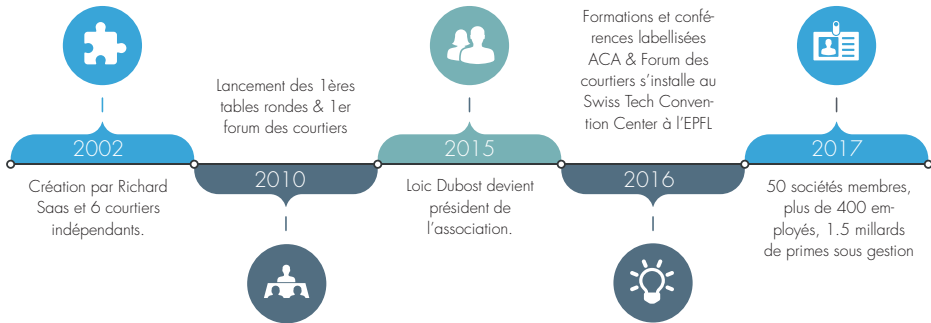 2002
Création par Richard
Saas et 6 courtiers
indépendants.
Lancement des 1ères
tables rondes & 1er
forum des courtiers
2010
2015
Loic Dubost devient
président de
l'association.
Formations et confé-
rences labellisées
ACA & Forum des
courtiers s'installe au
Swiss Tech Conven-
tion Center à l'EPFL
2016
2017
50 sociétés membres,
plus de 400 em-
ployés, 1.5 millards
de primes sous gestion